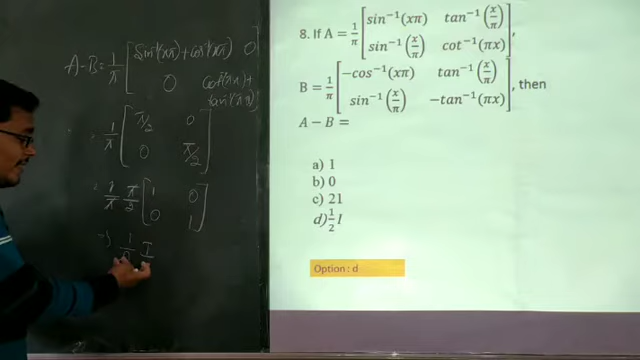 A-B = 1/π [ sin⁻¹(xπ) + cos⁻¹(xπ) 0
0 cot⁻¹(πx) + tan⁻¹(πx) ]
1/π [ π/2 0
0 π/2 ]
1/π π/2 [ 1 0
0 1 ]
I
8. If A = 1/π [ sin⁻¹(xπ) tan⁻¹(x/π)
sin⁻¹(x/π) cot⁻¹(πx) ],
B = 1/π [ −cos⁻¹(xπ) tan⁻¹(x/π)
sin⁻¹(x/π) −tan⁻¹(πx) ], then
A − B =
a) 1
b) 0
c) 21
d) 1/2 I
Option : d